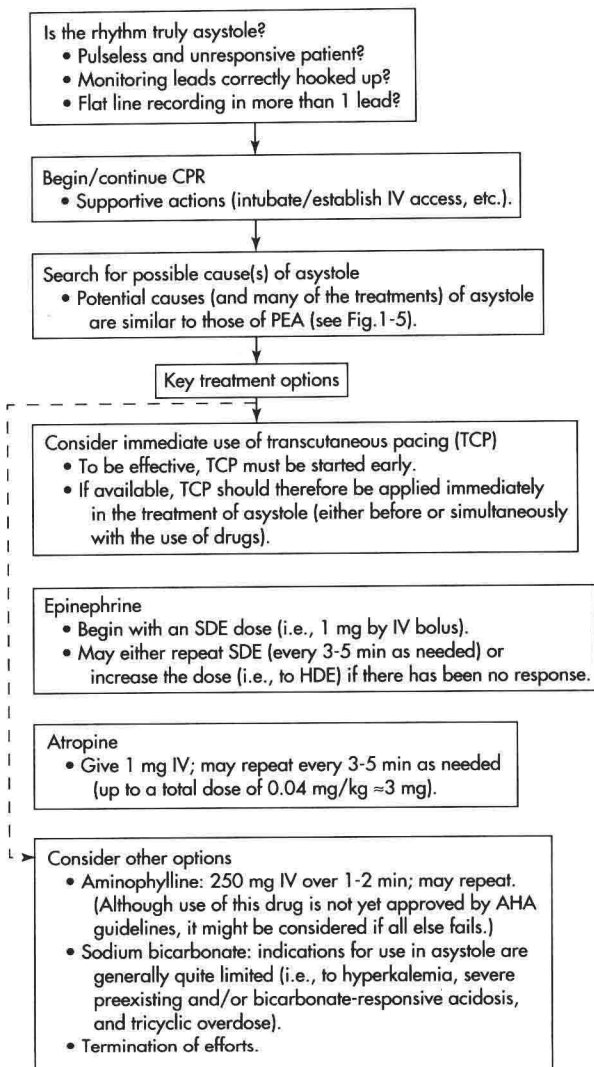 Is the rhythm truly asystole?
• Pulseless and unresponsive patient?
• Monitoring leads correctly hooked up?
• Flat line recording in more than 1 lead?
Begin/continue CPR
• Supportive actions (intubate/establish IV access, etc.).
Search for possible cause(s) of asystole
• Potential causes (and many of the treatments) of asystole
are similar to those of PEA (see Fig.1-5).
Key treatment options
Consider immediate use of transcutaneous pacing (TCP)
• To be effective, TCP must be started early.
• If available, TCP should therefore be applied immediately
in the treatment of asystole (either before or simultaneously
with the use of drugs).
Epinephrine
• Begin with an SDE dose (i.e., 1 mg by IV bolus).
• May either repeat SDE (every 3-5 min as needed) or
increase the dose (i.e., to HDE) if there has been no response.
Atropine
• Give 1 mg IV; may repeat every 3-5 min as needed
(up to a total dose of 0.04 mg/kg ≈3 mg).
Consider other options
• Aminophylline: 250 mg IV over 1-2 min; may repeat.
(Although use of this drug is not yet approved by AHA
guidelines, it might be considered if all else fails.)
• Sodium bicarbonate: indications for use in asystole are
generally quite limited (i.e., to hyperkalemia, severe
preexisting and/or bicarbonate-responsive acidosis,
and tricyclic overdose).
• Termination of efforts.